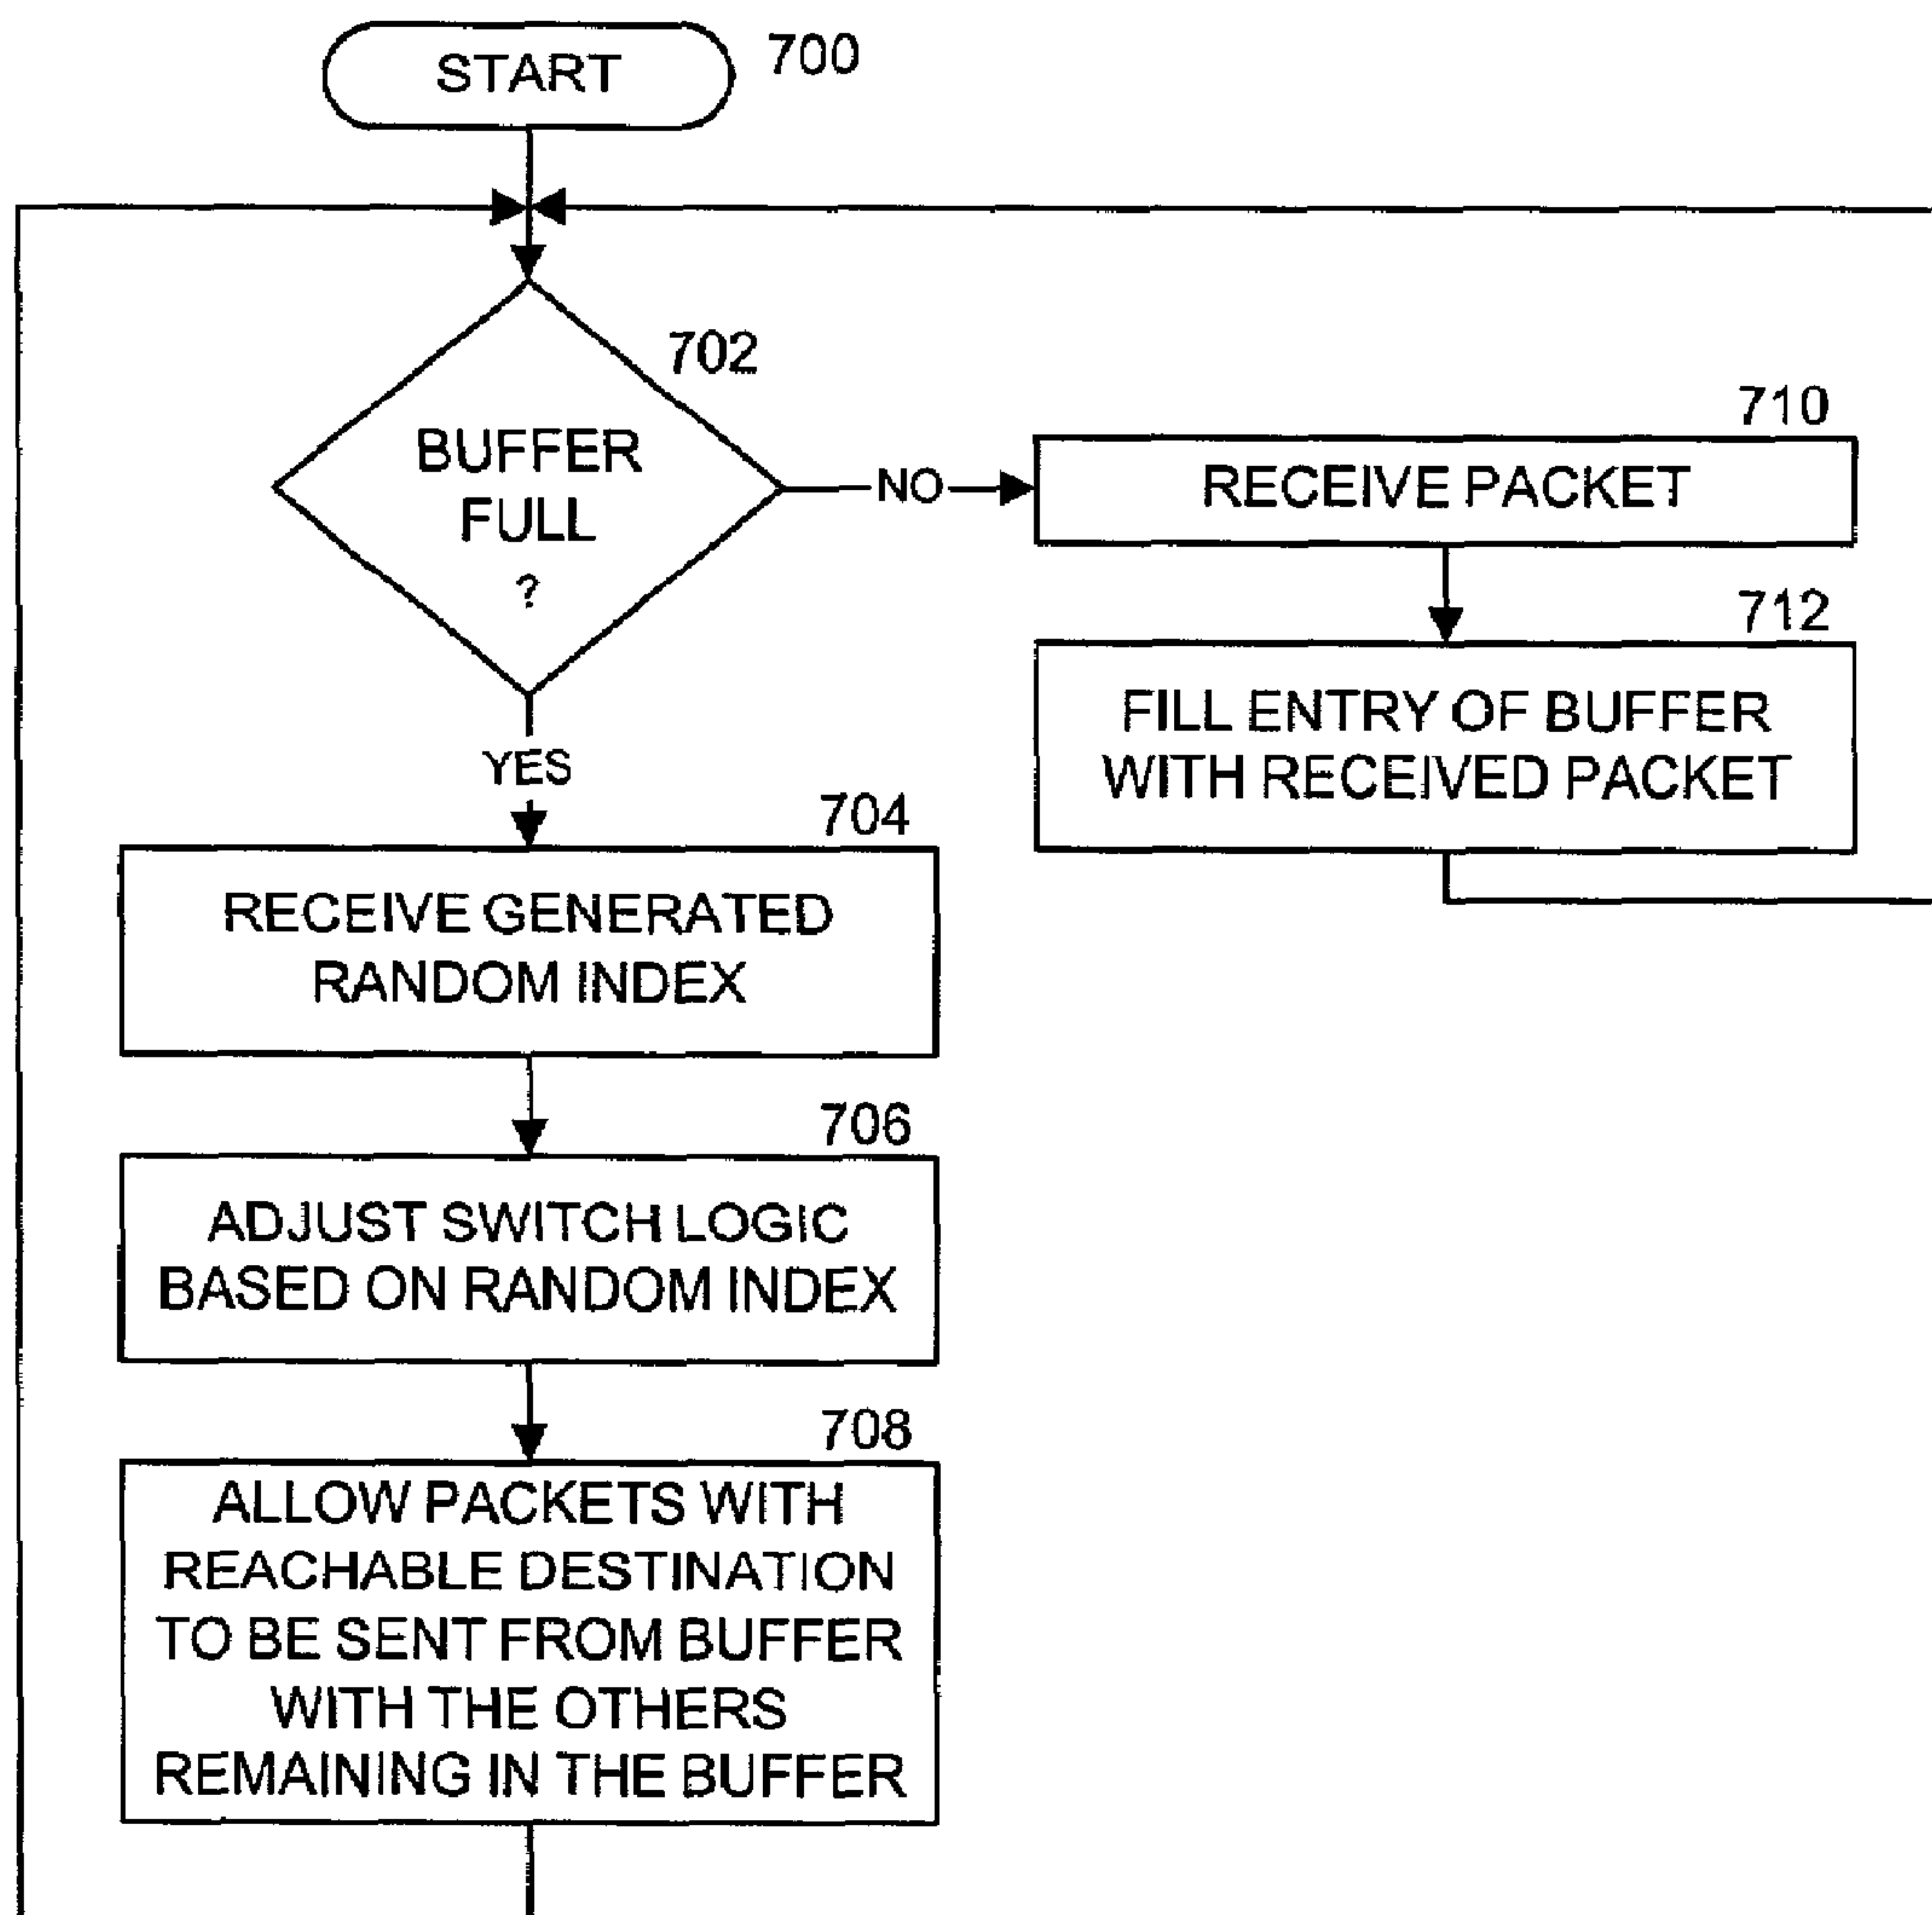 START
700
702
BUFFER
FULL
?
NO
710
RECEIVE PACKET
712
FILL ENTRY OF BUFFER
WITH RECEIVED PACKET
YES
704
RECEIVE GENERATED
RANDOM INDEX
706
ADJUST SWITCH LOGIC
BASED ON RANDOM INDEX
708
ALLOW PACKETS WITH
REACHABLE DESTINATION
TO BE SENT FROM BUFFER
WITH THE OTHERS
REMAINING IN THE BUFFER